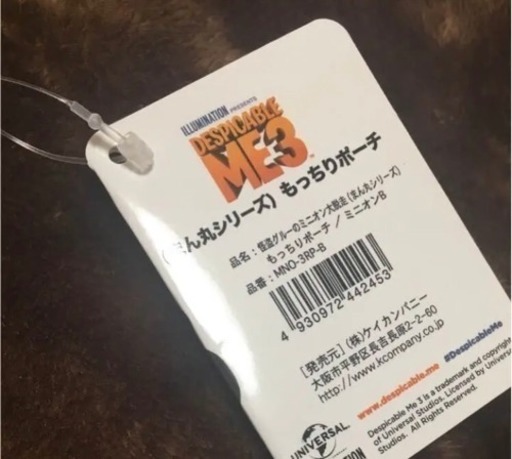 ILLUMINATION PRESENTS
DESPICABLE
ME3
(まん丸シリーズ) もっちりポーチ
品名 : 怪盗グルーのミニオン大脱走 (まん丸シリーズ)
もっちりポーチ / ミニオンB
品番 : MNO-3RP-B
4 930972 442453
[発売元] (株)ケイカンパニー
大阪市平野区長吉長原2-2-60
http://www.kcompany.co.jp
www.despicable.me #DespicableMe
Despicable Me 3 is a trademark and copyright
of Universal Studios. Licensed by Universal
Studios. All Rights Reserved.
UNIVERSAL